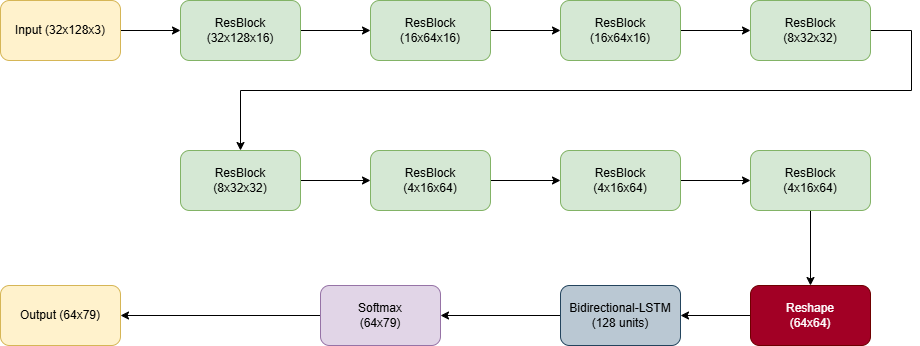 Input (32x128x3)
ResBlock
(32x128x16)
ResBlock
(16x64x16)
ResBlock
(16x64x16)
ResBlock
(8x32x32)
ResBlock
(8x32x32)
ResBlock
(4x16x64)
ResBlock
(4x16x64)
ResBlock
(4x16x64)
Reshape
(64x64)
Bidirectional-LSTM
(128 units)
Softmax
(64x79)
Output (64x79)